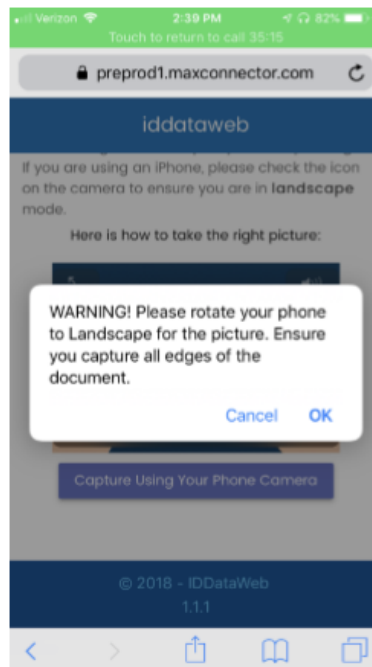 Verizon 2:39 PM 82%
Touch to return to call 35:15
preprod1.maxconnector.com
iddataweb
If you are using an iPhone, please check the icon
on the camera to ensure you are in landscape
mode.
Here is how to take the right picture:
WARNING! Please rotate your phone
to Landscape for the picture. Ensure
you capture all edges of the
document.
Cancel OK
Capture Using Your Phone Camera
© 2018 - IDDataWeb
1.1.1